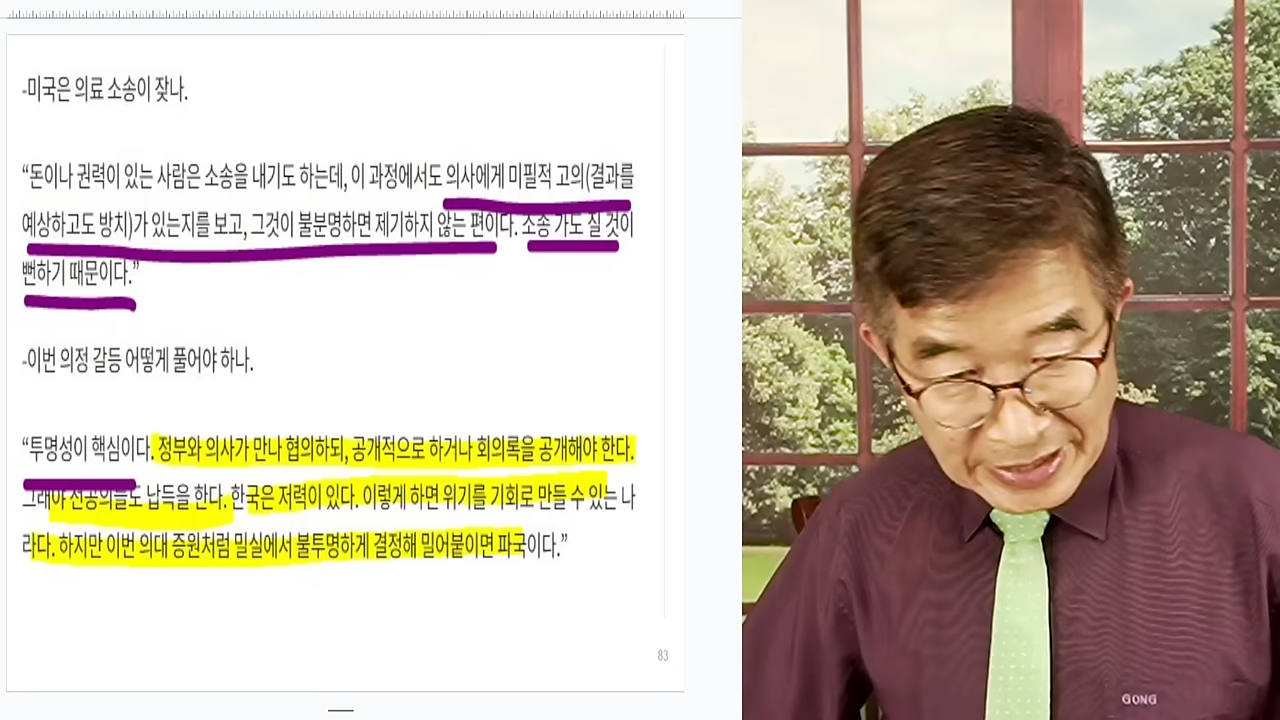 -미국은 의료 소송이 잦나.
“돈이나 권력이 있는 사람은 소송을 내기도 하는데, 이 과정에서도 의사에게 미필적 고의(결과를
예상하고도 방치)가 있는지를 보고, 그것이 불분명하면 제기하지 않는 편이다. 소송 가도 질 것이
뻔하기 때문이다.”
-이번 의정 갈등 어떻게 풀어야 하나.
“투명성이 핵심이다. 정부와 의사가 만나 협의하되, 공개적으로 하거나 회의록을 공개해야 한다.
그래야 전공의들도 납득을 한다. 한국은 저력이 있다. 이렇게 하면 위기를 기회로 만들 수 있는 나
라다. 하지만 이번 의대 증원처럼 밀실에서 불투명하게 결정해 밀어붙이면 파국이다.”
83
GONG